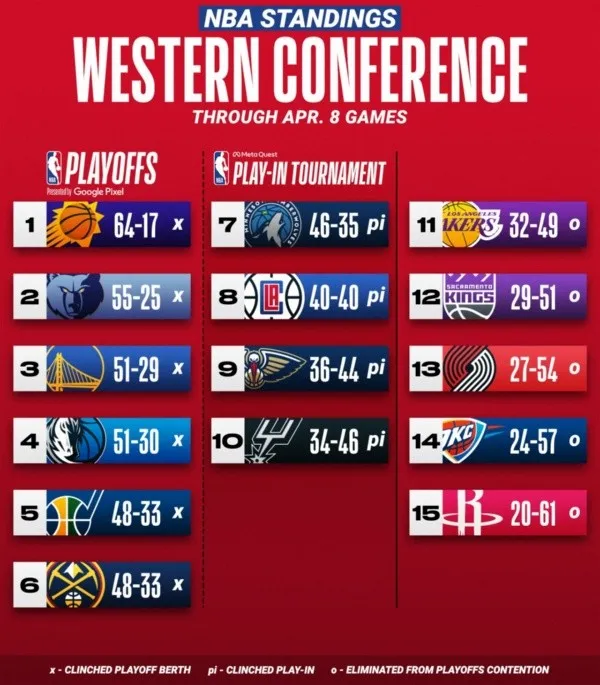 NBA STANDINGS
WESTERN CONFERENCE
THROUGH APR. 8 GAMES
PLAYOFFS
Presented by Google Pixel
1 64-17 x
2 55-25 x
3 51-29 x
4 51-30 x
5 48-33 x
6 48-33 x
Meta Quest
PLAY-IN TOURNAMENT
7 46-35 pi
8 LA 40-40 pi
9 36-44 pi
10 34-46 pi
11 LOS ANGELES LAKERS 32-49 o
12 SACRAMENTO KINGS 29-51 o
13 27-54 o
14 OKC 24-57 o
15 R 20-61 o
x - CLINCHED PLAYOFF BERTH pi - CLINCHED PLAY-IN o - ELIMINATED FROM PLAYOFFS CONTENTION